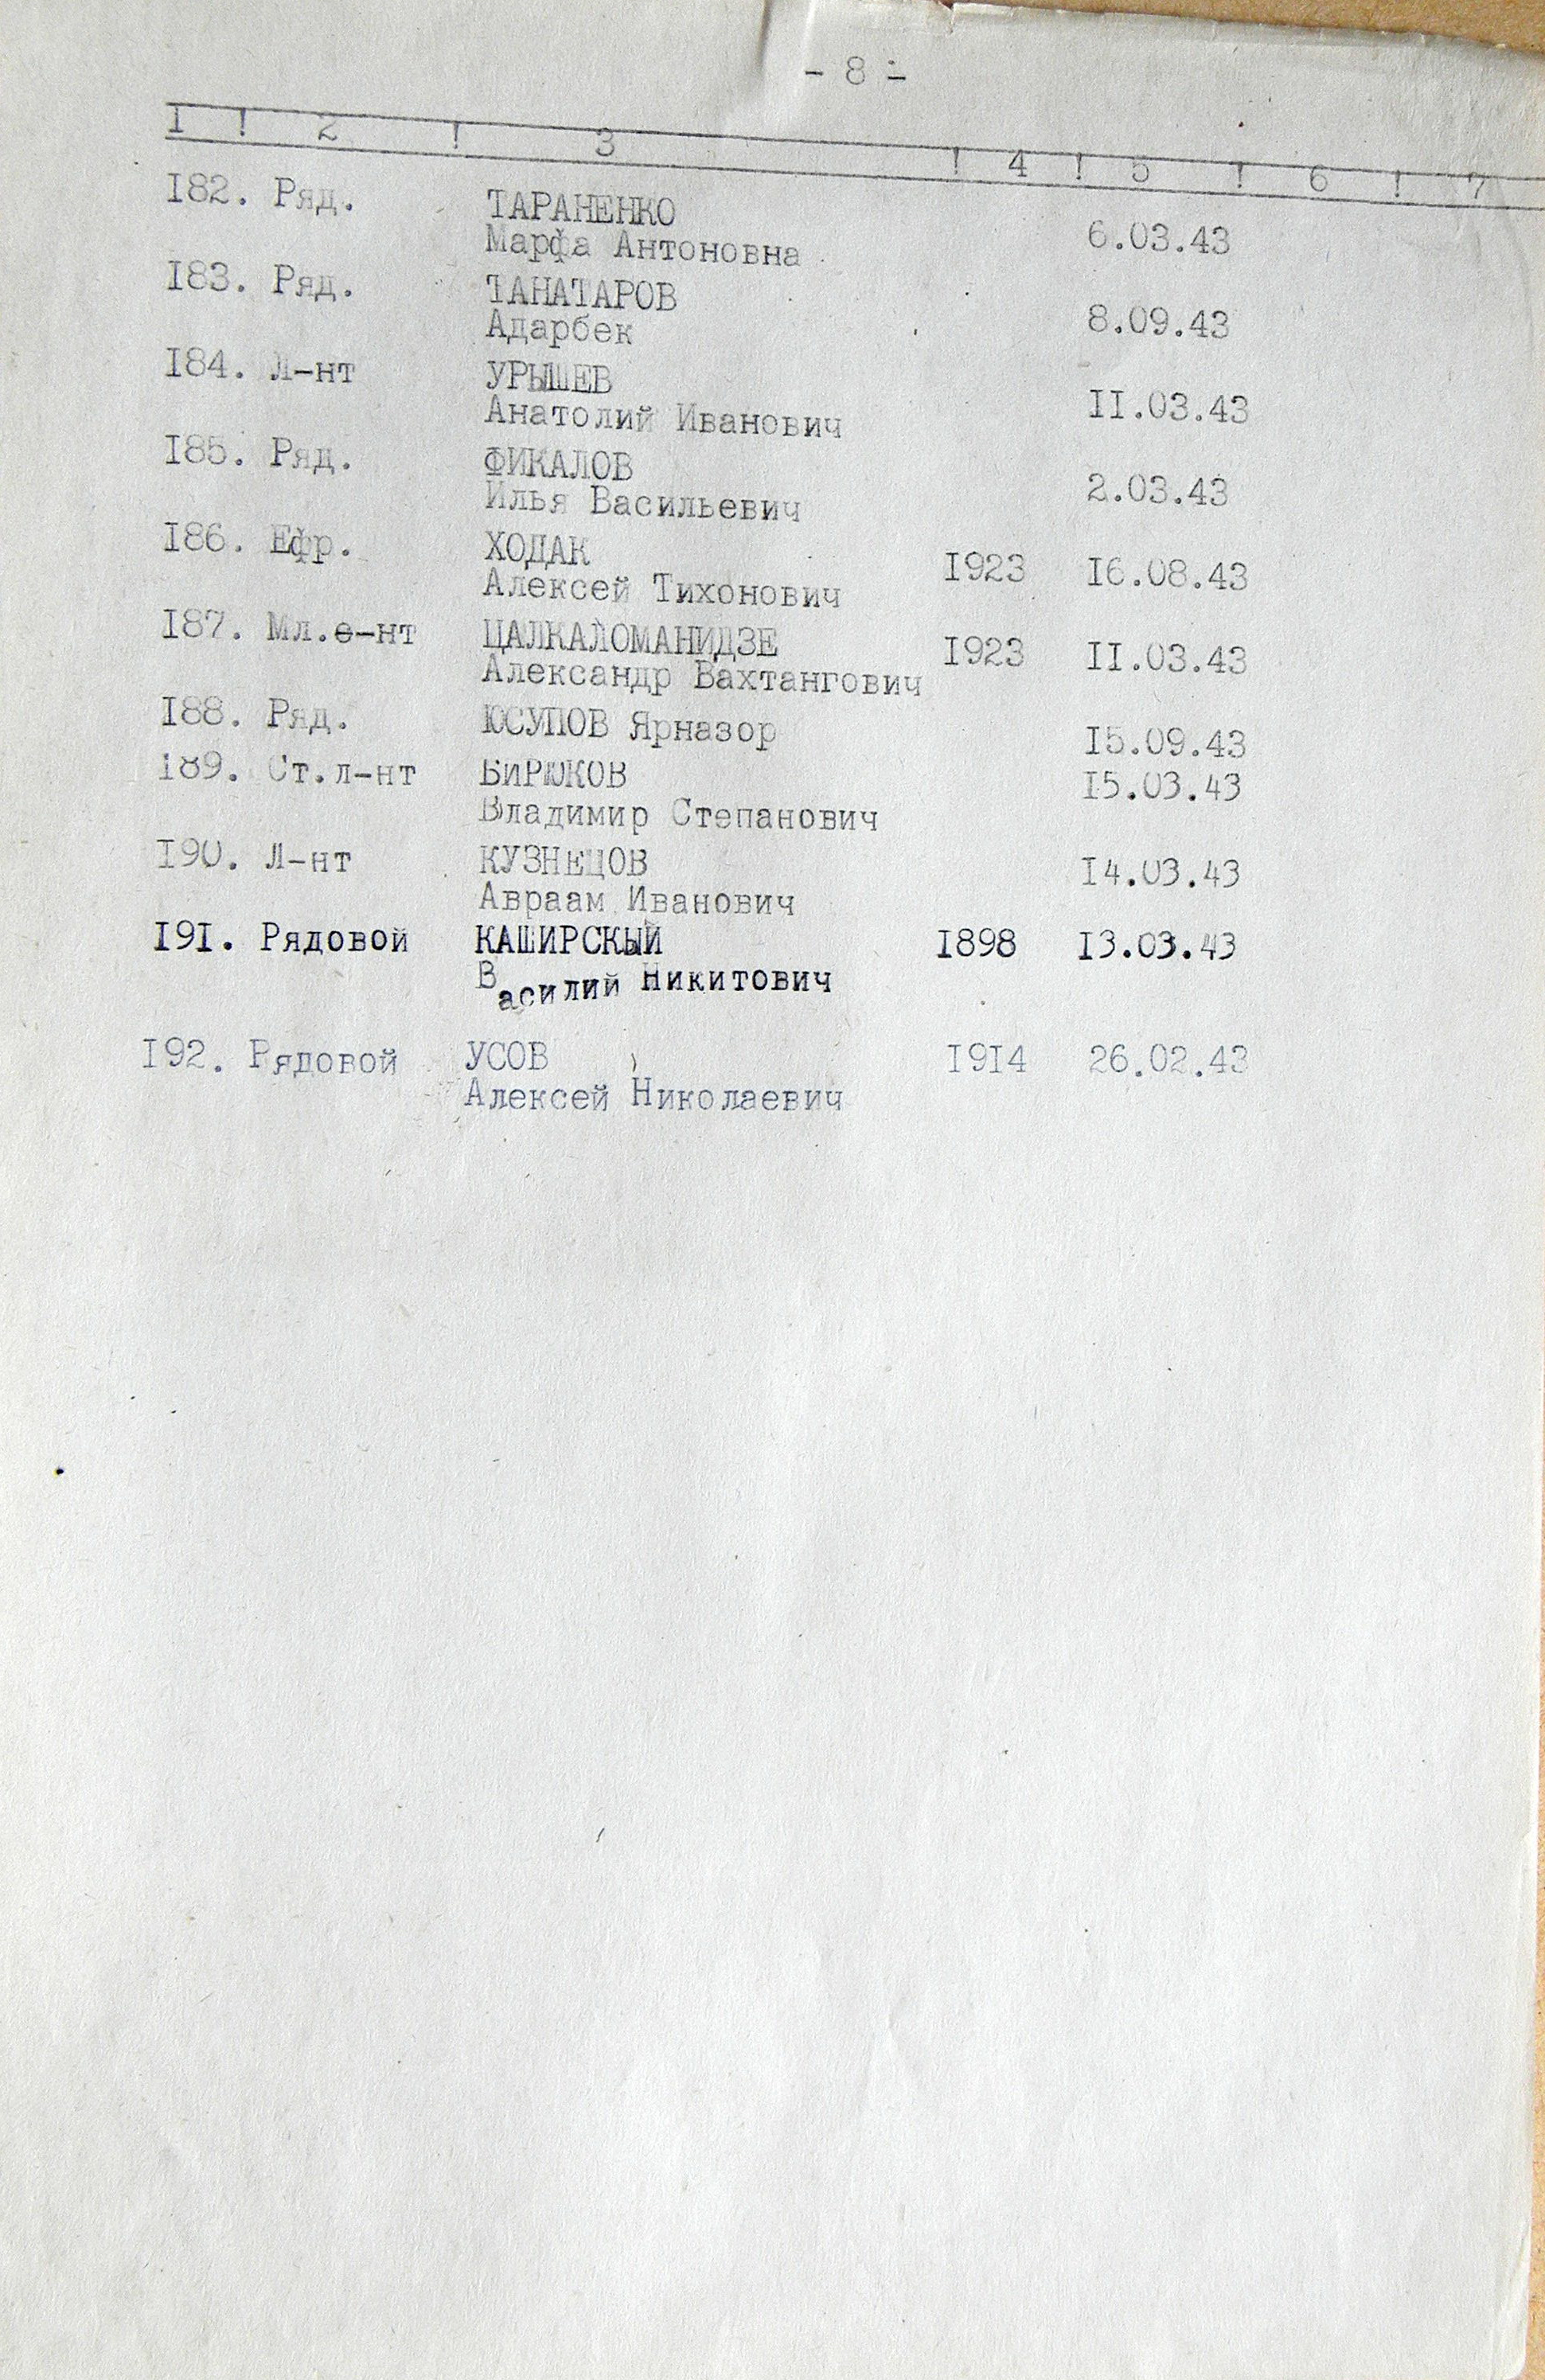 - 8 -
I ! 2 ! 3 ! 4 ! 5 ! 6 ! 7
I82. Ряд. ТАРАНЕНКО
Марфа Антоновна 6.03.43
I83. Ряд. ТАНАТАРОВ
Адарбек 8.09.43
I84. Л-нт УРЫШЕВ
Анатолий Иванович II.03.43
I85. Ряд. ФИКАЛОВ
Илья Васильевич 2.03.43
I86. Ефр. ХОДАК I923 I6.08.43
Алексей Тихонович
I87. Мл.с-нт ЦАЛКАЛОМАНИДЗЕ I923 II.03.43
Александр Вахтангович
I88. Ряд. ЮСУПОВ Ярназор I5.09.43
I89. Ст.л-нт БИРЮКОВ I5.03.43
Владимир Степанович
I90. Л-нт КУЗНЕЦОВ I4.03.43
Авраам Иванович
I9I. Рядовой КАШИРСКЫЙ I898 I3.03.43
Василий Никитович
I92. Рядовой УСОВ I9I4 26.02.43
Алексей Николаевич